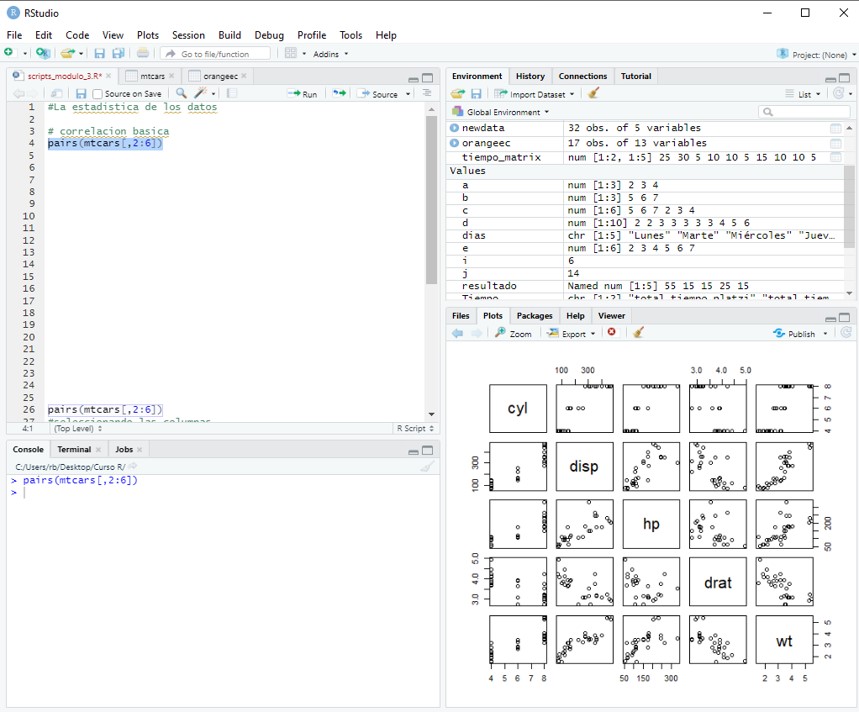 RStudio
File Edit Code View Plots Session Build Debug Profile Tools Help
Go to file/function Addins Project: (None)
scripts_modulo_3.R* mtcars orangeec
Source on Save Run Source
1 #La estadistica de los datos
2
3 # correlacion basica
4 pairs(mtcars[,2:6])
5
6
7
8
9
10
11
12
13
14
15
16
17
18
19
20
21
22
23
24
25
26 pairs(mtcars[,2:6])
27 #seleccionando las columnas
4:1 (Top Level) R Script
Console Terminal Jobs
C:/Users/rb/Desktop/Curso R/
> pairs(mtcars[,2:6])
>
Environment History Connections Tutorial
Import Dataset List
Global Environment
newdata 32 obs. of 5 variables
orangeec 17 obs. of 13 variables
tiempo_matrix num [1:2, 1:5] 25 30 5 10 10 5 15 10 10 5
Values
a num [1:3] 2 3 4
b num [1:3] 5 6 7
c num [1:6] 5 6 7 2 3 4
d num [1:10] 2 2 3 3 3 3 3 4 5 6
dias chr [1:5] "Lunes" "Marte" "Miércoles" "Juev...
e num [1:6] 2 3 4 5 6 7
i 6
j 14
resultado Named num [1:5] 55 15 15 25 15
Tiempo chr [1:2] "total tiempo platzi" "total tiem
Files Plots Packages Help Viewer
Zoom Export Publish
100 300 3.0 4.0 5.0
cyl
4 5 6 7 8
disp
100 300
hp
50 200
drat
3.0 4.0 5.0
wt
2 3 4 5
4 5 6 7 8 50 150 300 2 3 4 5